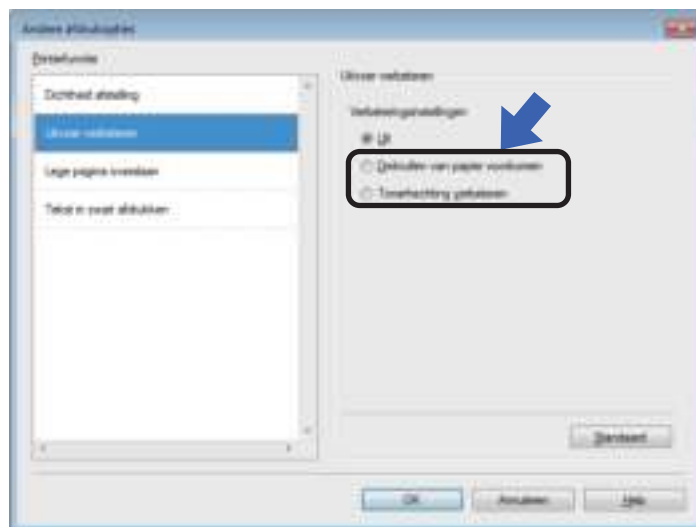 Andere afdrukopties
Printerfunctie
Dichtheid afstelling
Uitvoer verbeteren
Lege pagina overslaan
Tekst in zwart afdrukken
Uitvoer verbeteren
Verbeteringsinstellingen
Uit
Omkrullen van papier voorkomen
Tonerhechting verbeteren
Standaard
OK
Annuleren
Help